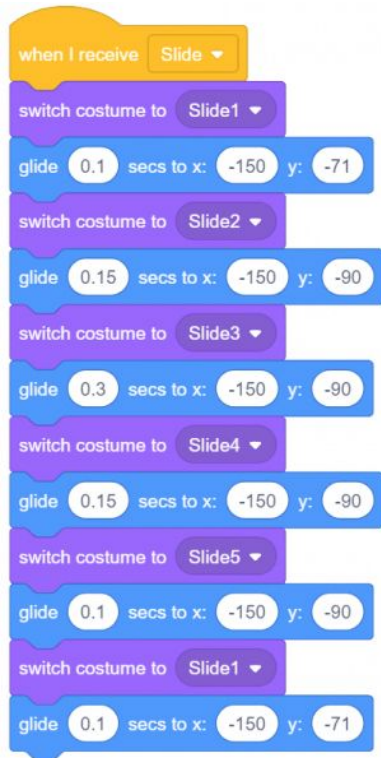 when I receive Slide
switch costume to Slide1
glide 0.1 secs to x: -150 y: -71
switch costume to Slide2
glide 0.15 secs to x: -150 y: -90
switch costume to Slide3
glide 0.3 secs to x: -150 y: -90
switch costume to Slide4
glide 0.15 secs to x: -150 y: -90
switch costume to Slide5
glide 0.1 secs to x: -150 y: -90
switch costume to Slide1
glide 0.1 secs to x: -150 y: -71